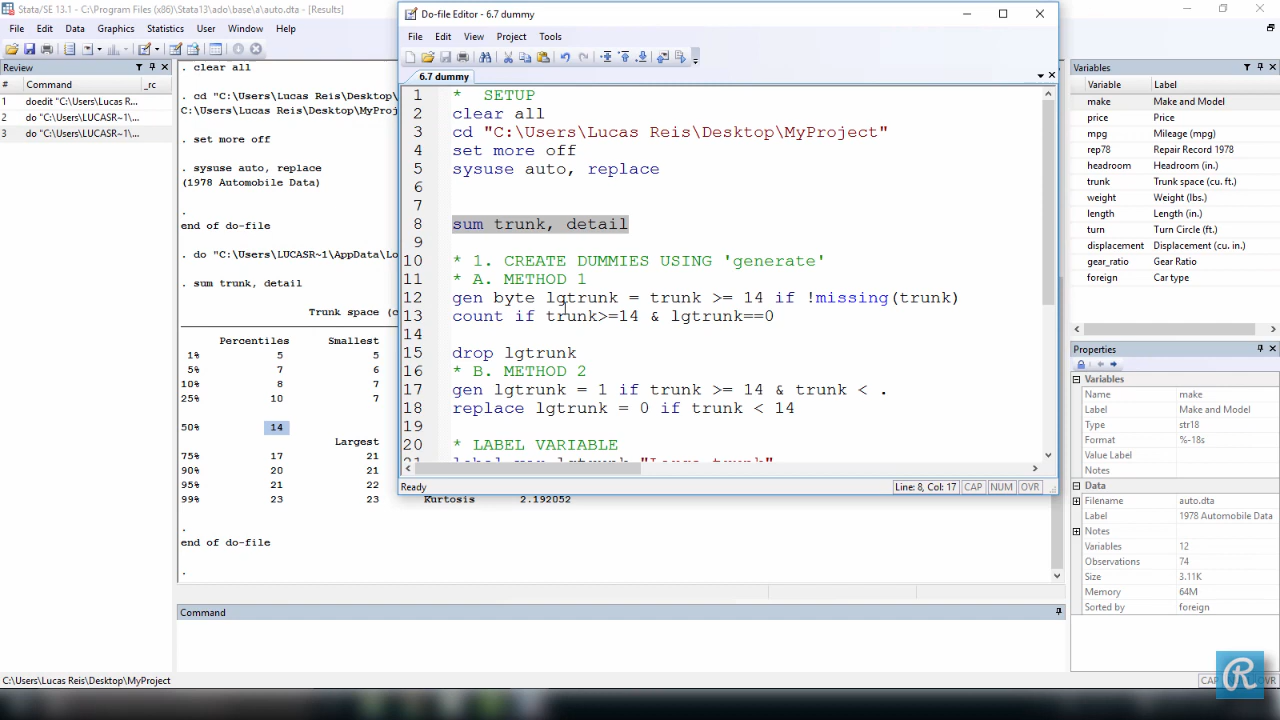 Stata/SE 13.1 - C:\Program Files (x86)\Stata13\ado\base\a\auto.dta - [Results]
File Edit Data Graphics Statistics User Window Help
Review
# Command _rc
1 doedit "C:\Users\Lucas R...
2 do "C:\Users\LUCASR~1\...
3 do "C:\Users\LUCASR~1\...
. clear all
. cd "C:\Users\Lucas Reis\Desktop\
C:\Users\Lucas Reis\Desktop\MyProj
. set more off
. sysuse auto, replace
(1978 Automobile Data)
.
end of do-file
. do "C:\Users\LUCASR~1\AppData\Lo
. sum trunk, detail
Trunk space (c
Percentiles Smallest
1% 5 5
5% 7 6
10% 8 7
25% 10 7
50% 14
Largest
75% 17 21
90% 20 21
95% 21 22
99% 23 23 Kurtosis 2.192052
.
end of do-file
.
Command
C:\Users\Lucas Reis\Desktop\MyProject
Do-file Editor - 6.7 dummy
File Edit View Project Tools
6.7 dummy
1 * SETUP
2 clear all
3 cd "C:\Users\Lucas Reis\Desktop\MyProject"
4 set more off
5 sysuse auto, replace
6
7
8 sum trunk, detail
9
10 * 1. CREATE DUMMIES USING 'generate'
11 * A. METHOD 1
12 gen byte lgtrunk = trunk >= 14 if !missing(trunk)
13 count if trunk>=14 & lgtrunk==0
14
15 drop lgtrunk
16 * B. METHOD 2
17 gen lgtrunk = 1 if trunk >= 14 & trunk < .
18 replace lgtrunk = 0 if trunk < 14
19
20 * LABEL VARIABLE
21 label var lgtrunk "Large trunk"
Ready Line: 8, Col: 17 CAP NUM OVR
Variables
Variable Label
make Make and Model
price Price
mpg Mileage (mpg)
rep78 Repair Record 1978
headroom Headroom (in.)
trunk Trunk space (cu. ft.)
weight Weight (lbs.)
length Length (in.)
turn Turn Circle (ft.)
displacement Displacement (cu. in.)
gear_ratio Gear Ratio
foreign Car type
Properties
Variables
Name make
Label Make and Model
Type str18
Format %-18s
Value Label
Notes
Data
Filename auto.dta
Label 1978 Automobile Data
Notes
Variables 12
Observations 74
Size 3.11K
Memory 64M
Sorted by foreign
CAP OVR
R